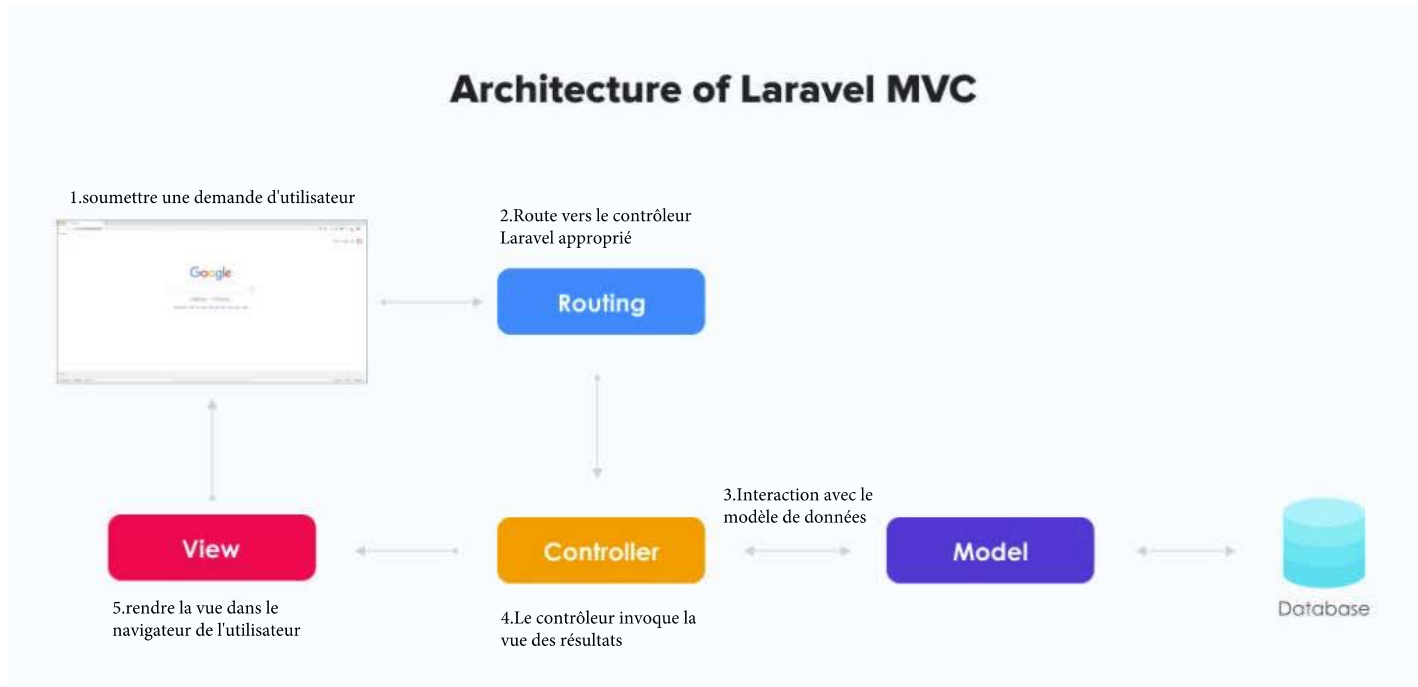 Architecture of Laravel MVC
1.soumettre une demande d'utilisateur
2.Route vers le contrôleur
Laravel approprié
Google
Routing
3.Interaction avec le
modèle de données
View
Controller
Model
5.rendre la vue dans le
navigateur de l'utilisateur
4.Le contrôleur invoque la
vue des résultats
Database